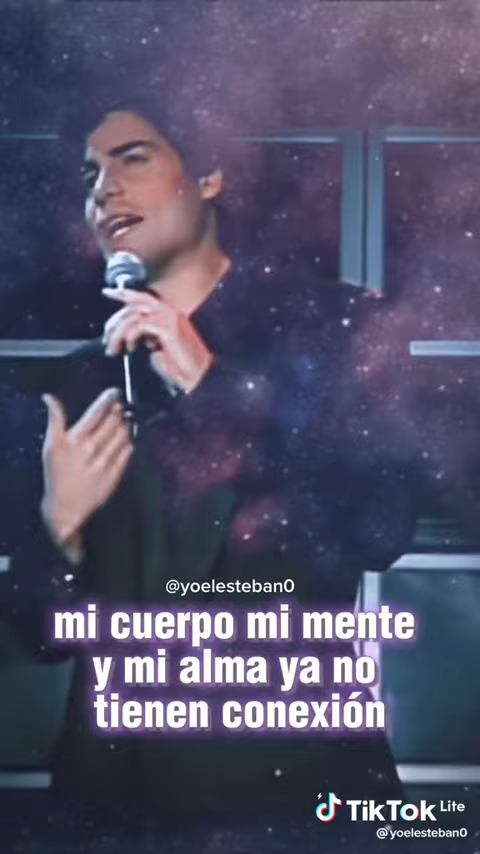 @yoelesteban0
mi cuerpo mi mente
y mi alma ya no
tienen conexión
TikTok Lite
@yoelesteban0